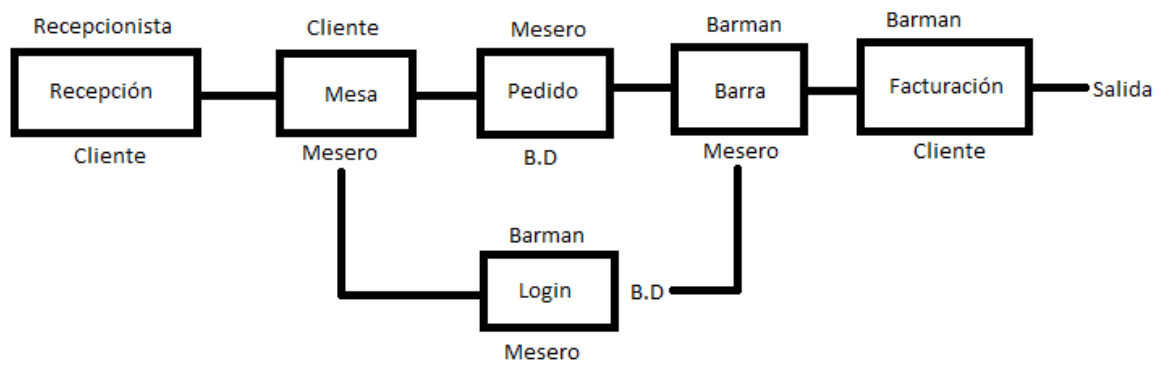 Recepcionista
Cliente
Mesero
Barman
Barman
Recepción
Mesa
Pedido
Barra
Facturación
Salida
Cliente
Mesero
B.D
Mesero
Cliente
Barman
Login
B.D
Mesero